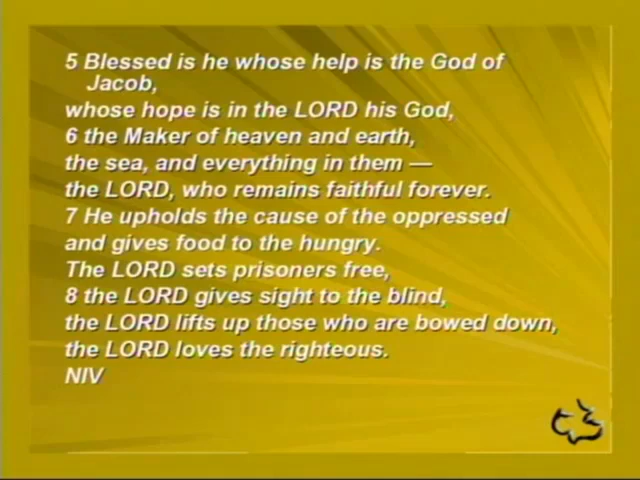 5 Blessed is he whose help is the God of
Jacob,
whose hope is in the LORD his God,
6 the Maker of heaven and earth,
the sea, and everything in them —
the LORD, who remains faithful forever.
7 He upholds the cause of the oppressed
and gives food to the hungry.
The LORD sets prisoners free,
8 the LORD gives sight to the blind,
the LORD lifts up those who are bowed down,
the LORD loves the righteous.
NIV